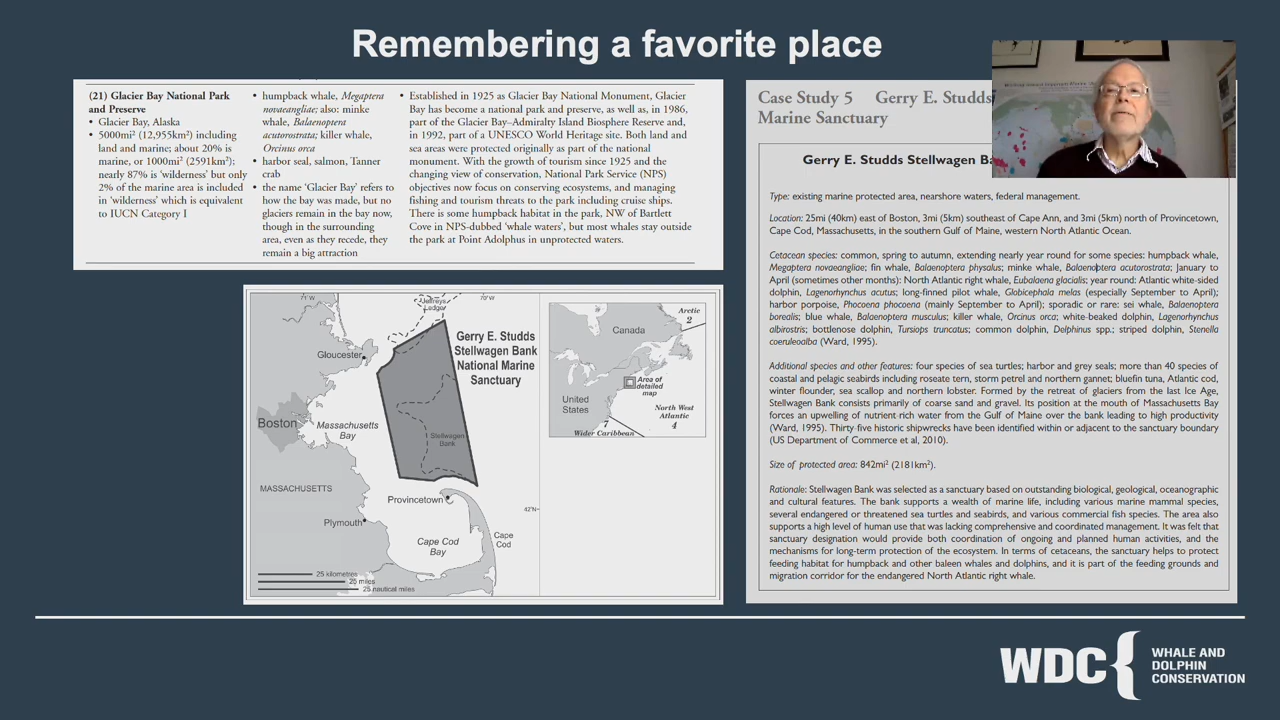 Remembering a favorite place
(21) Glacier Bay National Park
and Preserve
• Glacier Bay, Alaska
• 5000mi² (12,955km²) including
land and marine; about 20% is
marine, or 1000mi² (2591km²);
nearly 87% is ‘wilderness’ but only
2% of the marine area is included
in ‘wilderness’ which is equivalent
to IUCN Category I
• humpback whale, Megaptera
novaeangliae; also: minke
whale, Balaenoptera
acutorostrata; killer whale,
Orcinus orca
• harbor seal, salmon, Tanner
crab
• the name ‘Glacier Bay’ refers to
how the bay was made, but no
glaciers remain in the bay now,
though in the surrounding
area, even as they recede, they
remain a big attraction
• Established in 1925 as Glacier Bay National Monument, Glacier
Bay has become a national park and preserve, as well as, in 1986,
part of the Glacier Bay–Admiralty Island Biosphere Reserve and,
in 1992, part of a UNESCO World Heritage site. Both land and
sea areas were protected originally as part of the national
monument. With the growth of tourism since 1925 and the
changing view of conservation, National Park Service (NPS)
objectives now focus on conserving ecosystems, and managing
fishing and tourism threats to the park including cruise ships.
There is some humpback habitat in the park, NW of Bartlett
Cove in NPS-dubbed ‘whale waters’, but most whales stay outside
the park at Point Adolphus in unprotected waters.
71°W
70°W
Jeffreys
Ledge
Gloucester
Gerry E. Studds
Stellwagen Bank
National Marine
Sanctuary
Boston
Massachusetts
Bay
Stellwagen
Bank
MASSACHUSETTS
Provincetown
42°N
Plymouth
Cape Cod
Bay
Cape
Cod
25 kilometres
25 miles
25 nautical miles
Arctic
2
Canada
Area of
detailed
map
United
States
North West
Atlantic
4
7
Wider Caribbean
Case Study 5 Gerry E. Studds
Marine Sanctuary
Gerry E. Studds Stellwagen Ba
Type: existing marine protected area, nearshore waters, federal management.
Location: 25mi (40km) east of Boston, 3mi (5km) southeast of Cape Ann, and 3mi (5km) north of Provincetown,
Cape Cod, Massachusetts, in the southern Gulf of Maine, western North Atlantic Ocean.
Cetacean species: common, spring to autumn, extending nearly year round for some species: humpback whale,
Megaptera novaeangliae; fin whale, Balaenoptera physalus; minke whale, Balaenoptera acutorostrata; January to
April (sometimes other months): North Atlantic right whale, Eubalaena glacialis; year round: Atlantic white-sided
dolphin, Lagenorhynchus acutus; long-finned pilot whale, Globicephala melas (especially September to April);
harbor porpoise, Phocoena phocoena (mainly September to April); sporadic or rare: sei whale, Balaenoptera
borealis; blue whale, Balaenoptera musculus; killer whale, Orcinus orca; white-beaked dolphin, Lagenorhynchus
albirostris; bottlenose dolphin, Tursiops truncatus; common dolphin, Delphinus spp.; striped dolphin, Stenella
coeruleoalba (Ward, 1995).
Additional species and other features: four species of sea turtles; harbor and grey seals; more than 40 species of
coastal and pelagic seabirds including roseate tern, storm petrel and northern gannet; bluefin tuna, Atlantic cod,
winter flounder, sea scallop and northern lobster. Formed by the retreat of glaciers from the last Ice Age,
Stellwagen Bank consists primarily of coarse sand and gravel. Its position at the mouth of Massachusetts Bay
forces an upwelling of nutrient rich water from the Gulf of Maine over the bank leading to high productivity
(Ward, 1995). Thirty-five historic shipwrecks have been identified within or adjacent to the sanctuary boundary
(US Department of Commerce et al, 2010).
Size of protected area: 842mi² (2181km²).
Rationale: Stellwagen Bank was selected as a sanctuary based on outstanding biological, geological, oceanographic
and cultural features. The bank supports a wealth of marine life, including various marine mammal species,
several endangered or threatened sea turtles and seabirds, and various commercial fish species. The area also
supports a high level of human use that was lacking comprehensive and coordinated management. It was felt that
sanctuary designation would provide both coordination of ongoing and planned human activities, and the
mechanisms for long-term protection of the ecosystem. In terms of cetaceans, the sanctuary helps to protect
feeding habitat for humpback and other baleen whales and dolphins, and it is part of the feeding grounds and
migration corridor for the endangered North Atlantic right whale.
WDC
WHALE AND
DOLPHIN
CONSERVATION